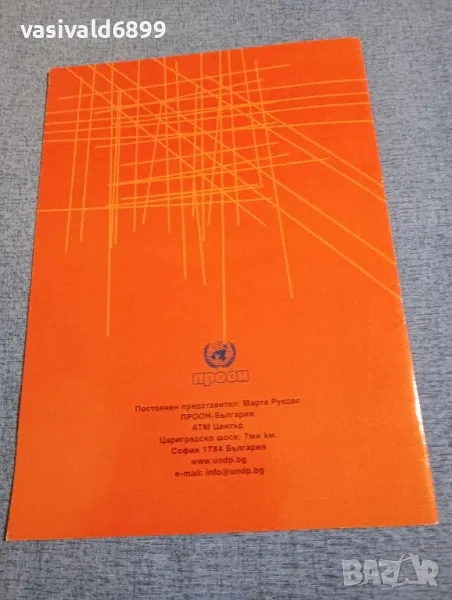 vasivald6899
проон
Постоянен представител: Марта Руедас
ПРООН-България
АТМ Център
Цариградско шосе, 7ми км.
София 1784 България
www.undp.bg
e-mail: info@undp.bg
BAZAR